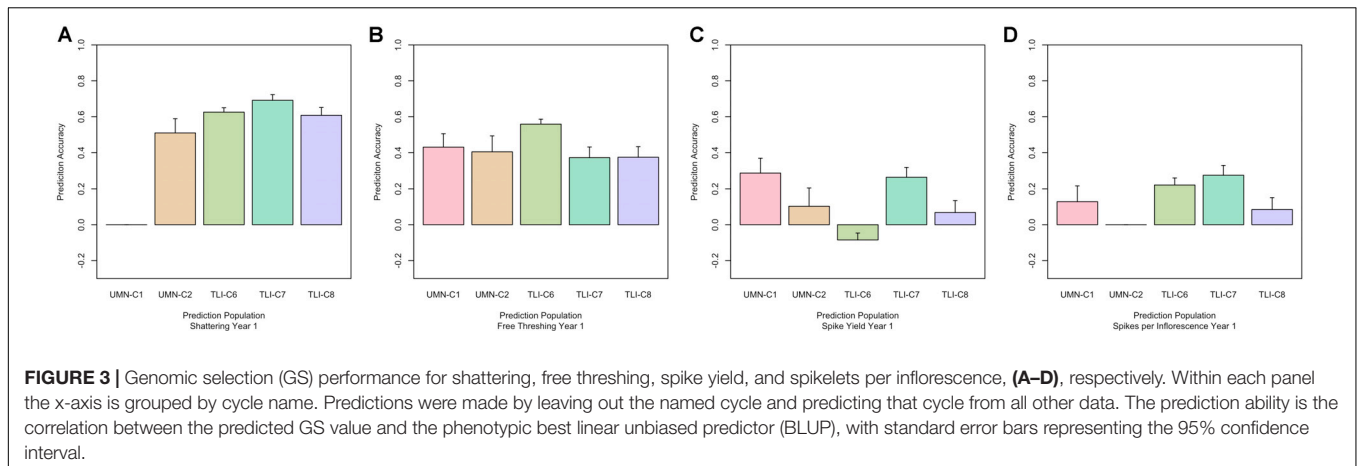 A
B
C
D
Prediciton Accuracy
1.0
0.8
0.6
0.4
0.2
0.0
-0.2
UMN-C1 UMN-C2 TLI-C6 TLI-C7 TLI-C8
Prediction Population
Shattering Year 1
Prediciton Accuracy
1.0
0.8
0.6
0.4
0.2
0.0
-0.2
UMN-C1 UMN-C2 TLI-C6 TLI-C7 TLI-C8
Prediction Population
Free Threshing Year 1
Prediciton Accuracy
1.0
0.8
0.6
0.4
0.2
0.0
-0.2
UMN-C1 UMN-C2 TLI-C6 TLI-C7 TLI-C8
Prediction Population
Spike Yield Year 1
Prediciton Accuracy
1.0
0.8
0.6
0.4
0.2
0.0
-0.2
UMN-C1 UMN-C2 TLI-C6 TLI-C7 TLI-C8
Prediction Population
Spikes per Inflorescence Year 1
FIGURE 3 | Genomic selection (GS) performance for shattering, free threshing, spike yield, and spikelets per inflorescence, (A–D), respectively. Within each panel
the x-axis is grouped by cycle name. Predictions were made by leaving out the named cycle and predicting that cycle from all other data. The prediction ability is the
correlation between the predicted GS value and the phenotypic best linear unbiased predictor (BLUP), with standard error bars representing the 95% confidence
interval.